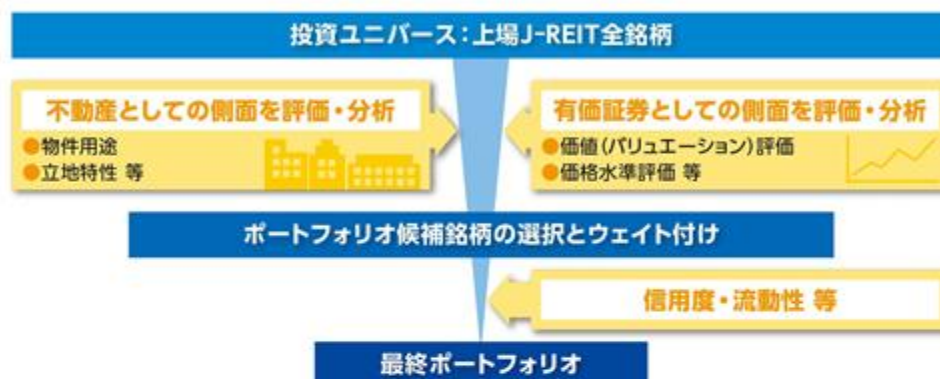 投資ユニバース：上場J-REIT全銘柄
不動産としての側面を評価・分析
●物件用途
●立地特性 等
有価証券としての側面を評価・分析
●価値（バリュエーション）評価
●価格水準評価 等
ポートフォリオ候補銘柄の選択とウェイト付け
信用度・流動性 等
最終ポートフォリオ